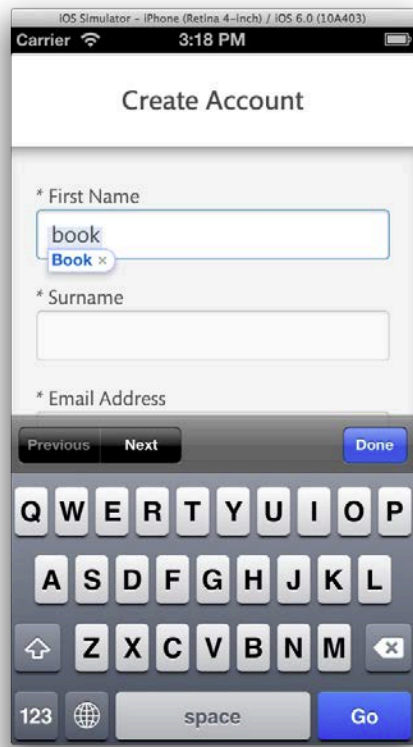 iOS Simulator - iPhone (Retina 4-inch) / iOS 6.0 (10A403)
Carrier 3:18 PM
Create Account
* First Name
book
Book ×
* Surname
* Email Address
Previous Next Done
Q W E R T Y U I O P
A S D F G H J K L
Z X C V B N M
123 space Go